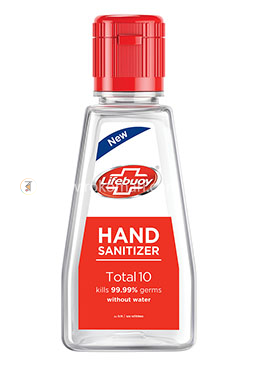 New
Lifebuoy
HAND
SANITIZER
Total 10
kills 99.99% germs
without water